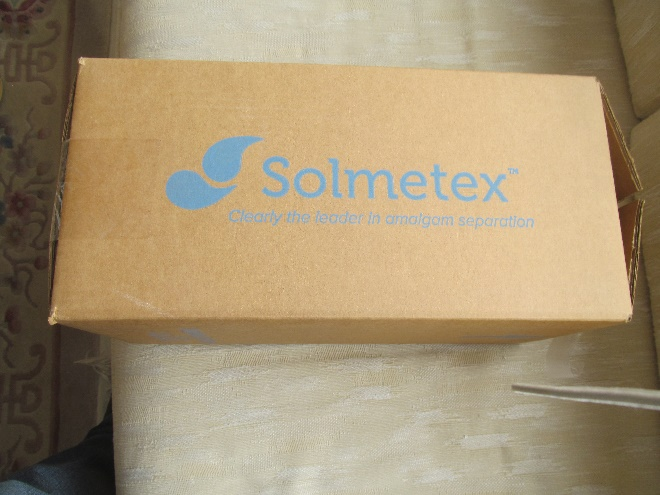 Solmetex™
Clearly the leader in amalgam separation